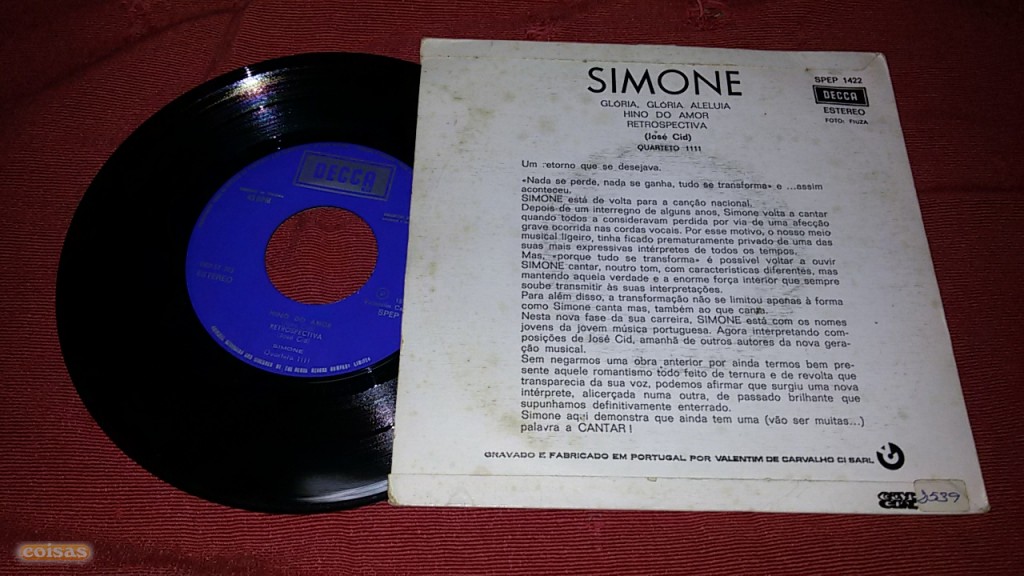 SIMONE
GLÓRIA, GLÓRIA ALELUIA
HINO DO AMOR
RETROSPECTIVA
(José Cid)
QUARTETO 1111
SPEP 1422
DECCA
ESTEREO
FOTO: FIUZA
Um retorno que se desejava.
«Nada se perde, nada se ganha, tudo se transforma» e ...assim
aconteceu.
SIMONE está de volta para a canção nacional.
Depois de um interregno de alguns anos, Simone volta a cantar
quando todos a consideravam perdida por via de uma afecção
grave ocorrida nas cordas vocais. Por esse motivo, o nosso meio
musical ligeiro, tinha ficado prematuramente privado de uma das
suas mais expressivas intérpretes de todos os tempos.
Mas, «porque tudo se transforma» é possível voltar a ouvir
SIMONE cantar, noutro tom, com características diferentes, mas
mantendo aquela verdade e a enorme força interior que sempre
soube transmitir às suas interpretações.
Para além disso, a transformação não se limitou apenas à forma
como Simone canta mas, também ao que canta.
Nesta nova fase da sua carreira, SIMONE está com os nomes
jovens da jovem música portuguesa. Agora interpretando com-
posições de José Cid, amanhã de outros autores da nova gera-
ção musical.
Sem negarmos uma obra anterior por ainda termos bem pre-
sente aquele romantismo todo feito de ternura e de revolta que
transparecia da sua voz, podemos afirmar que surgiu uma nova
intérprete, alicerçada numa outra, de passado brilhante que
supunhamos definitivamente enterrado.
Simone aqui demonstra que ainda tem uma (vão ser muitas...)
palavra a CANTAR!
GRAVADO E FABRICADO EM PORTUGAL POR VALENTIM DE CARVALHO CI SARL
DECCA
ESTEREO
SPEP
HINO DO AMOR
RETROSPECTIVA
José Cid
SIMONE
Quarteto 1111
coisas